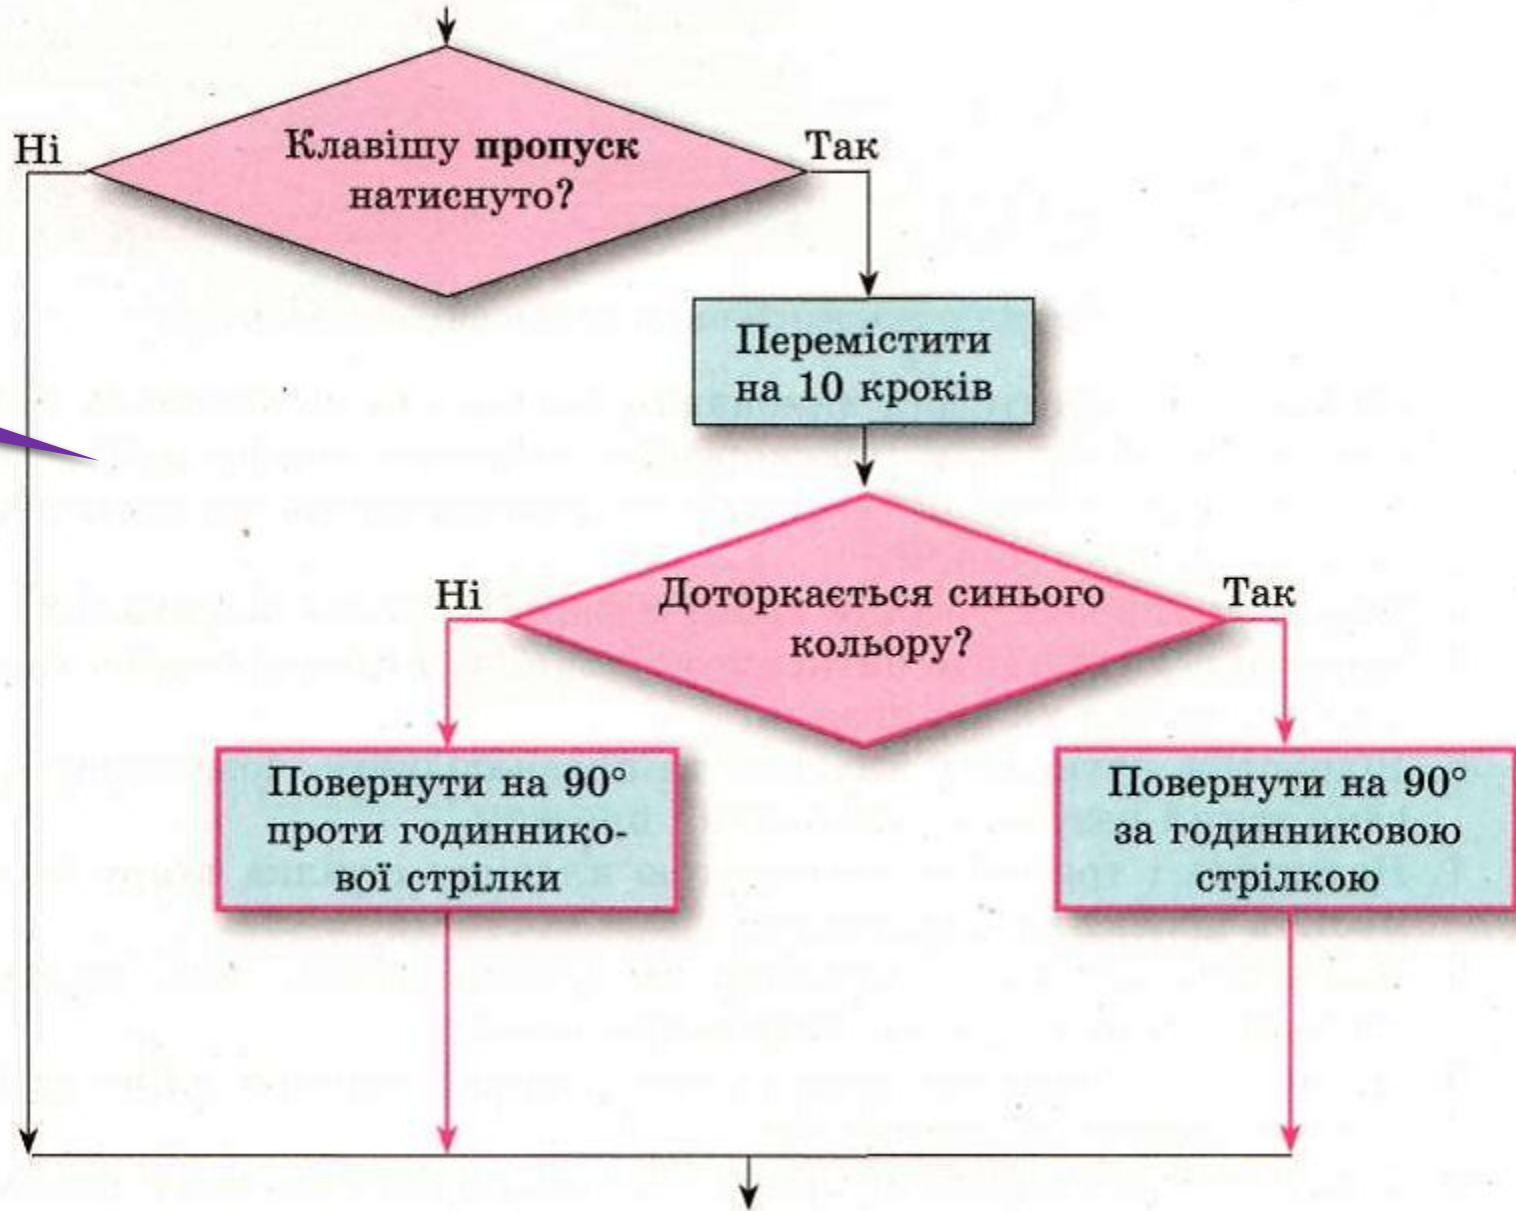 Клавішу пропуск
натиснуто?
Ні
Так
Перемістити
на 10 кроків
Доторкається синього
кольору?
Ні
Так
Повернути на 90°
проти годиннико-
вої стрілки
Повернути на 90°
за годинниковою
стрілкою